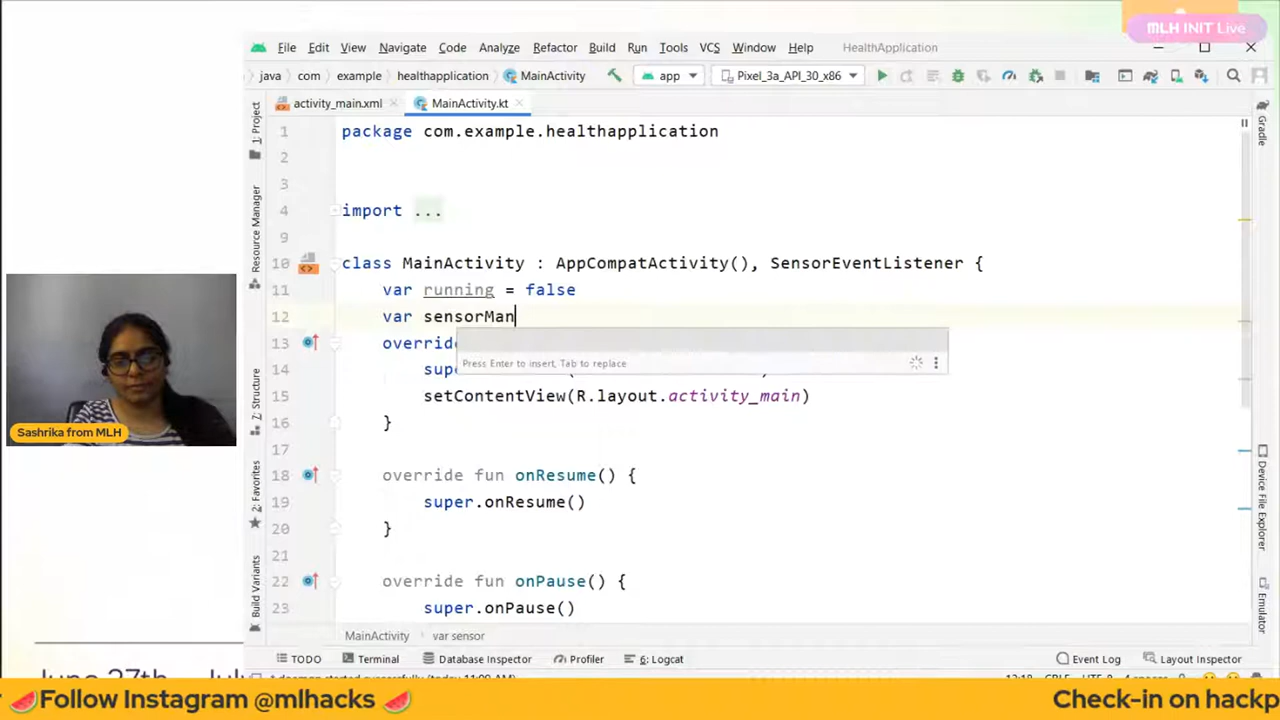 MLH INIT Live
File Edit View Navigate Code Analyze Refactor Build Run Tools VCS Window Help HealthApplication
java com example healthapplication MainActivity app Pixel_3a_API_30_x86
activity_main.xml MainActivity.kt
1: Project
Resource Manager
7: Structure
2: Favorites
Build Variants
1 package com.example.healthapplication
2
3
4 import ...
9
10 class MainActivity : AppCompatActivity(), SensorEventListener {
11 var running = false
12 var sensorMan
13 override
Press Enter to insert, Tab to replace
14
15 setContentView(R.layout.activity_main)
16 }
17
18 override fun onResume() {
19 super.onResume()
20 }
21
22 override fun onPause() {
23 super.onPause()
Gradle
Device File Explorer
Emulator
Sashrika from MLH
MainActivity var sensor
TODO Terminal Database Inspector Profiler 6: Logcat Event Log Layout Inspector
🍉Follow Instagram @mlhacks 🍉 Check-in on hackp